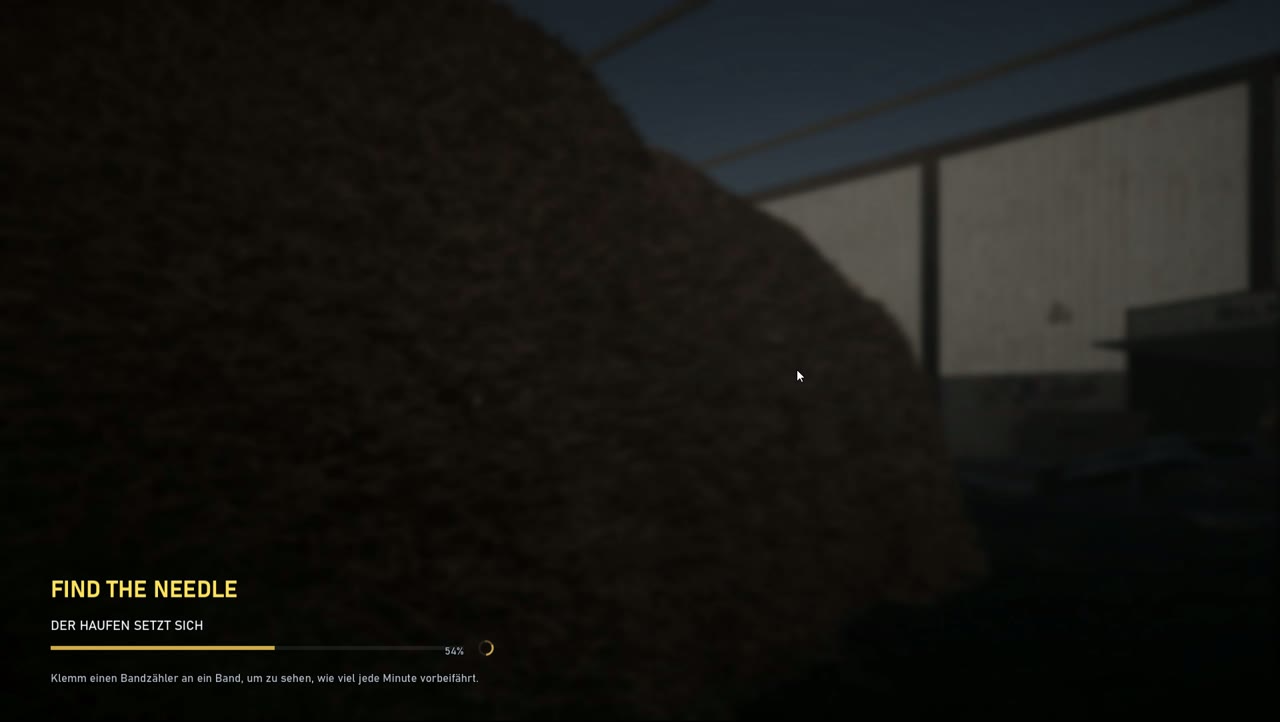 FIND THE NEEDLE
DER HAUFEN SETZT SICH
54%
Klemm einen Bandzähler an ein Band, um zu sehen, wie viel jede Minute vorbeifährt.